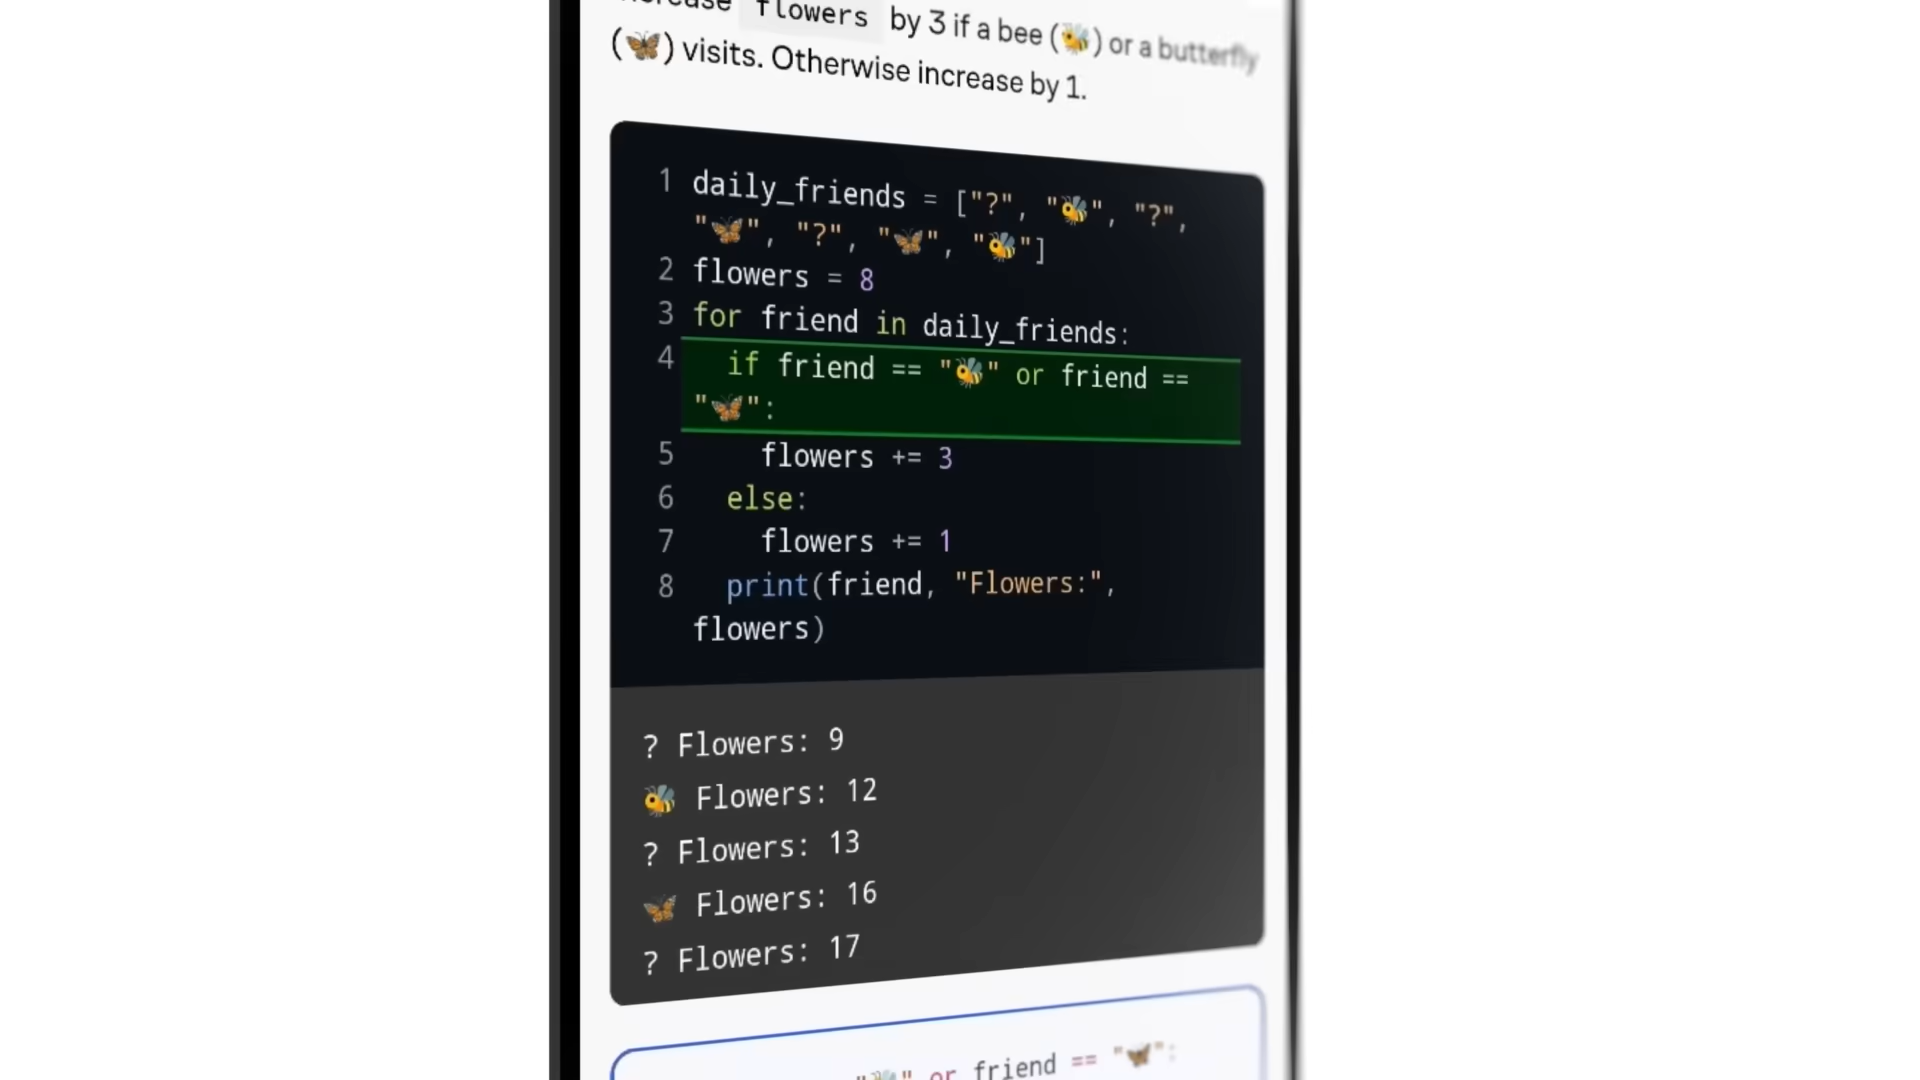 flowers by 3 if a bee (🐝) or a butterfly
(🦋) visits. Otherwise increase by 1.
1 daily_friends = ["?", "🐝", "?",
"🦋", "?", "🦋", "🐝"]
2 flowers = 8
3 for friend in daily_friends:
4 if friend == "🐝" or friend ==
"🦋":
5 flowers += 3
6 else:
7 flowers += 1
8 print(friend, "Flowers:",
flowers)
? Flowers: 9
🐝 Flowers: 12
? Flowers: 13
🦋 Flowers: 16
? Flowers: 17
"🐝" or friend == "🦋":